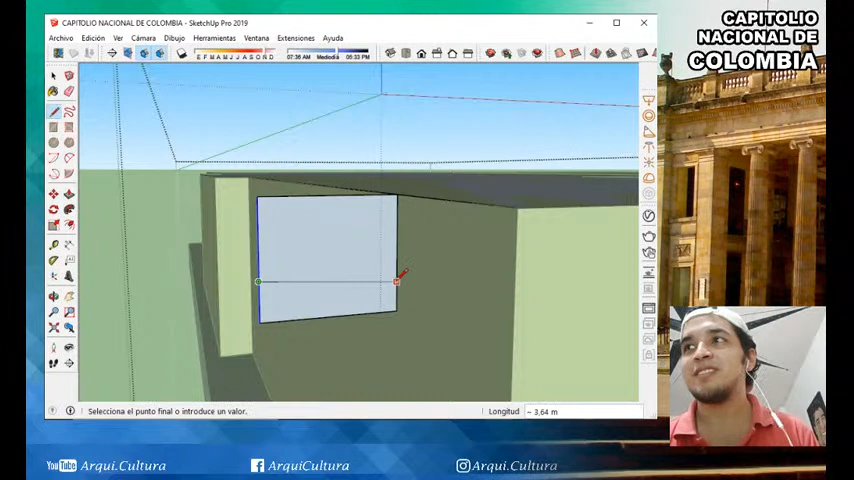 CAPITOLIO NACIONAL DE COLOMBIA - SketchUp Pro 2019
Archivo Edición Ver Cámara Dibujo Herramientas Ventana Extensiones Ayuda
E F M A M J J A S O N D 07:36 AM Mediodía 06:33 PM
CAPITOLIO
NACIONAL DE
COLOMBIA
Selecciona el punto final o introduce un valor. Longitud ~ 3,64 m
YouTube Arqui.Cultura ArquiCultura Arqui.Cultura